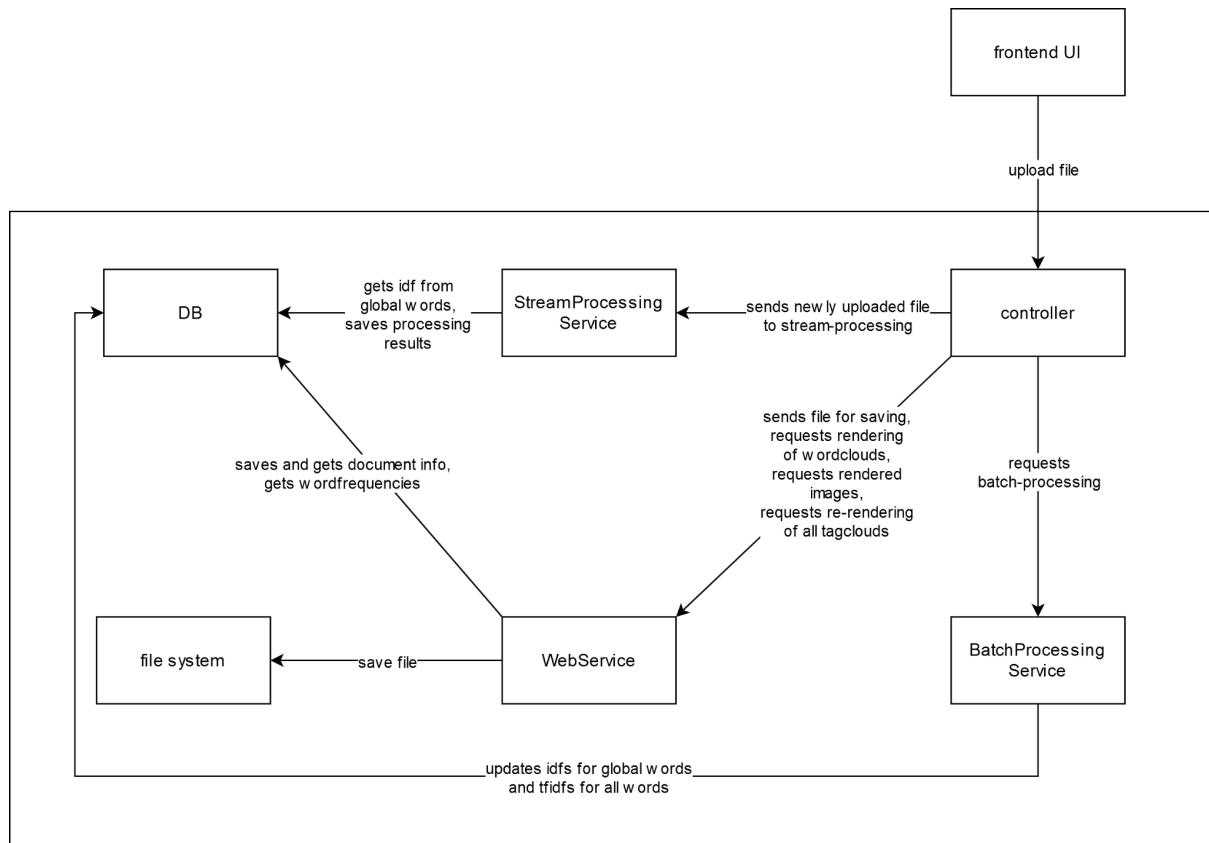 frontend UI
upload file
DB
gets idf from
global words,
saves processing
results
StreamProcessing
Service
sends newly uploaded file
to stream-processing
controller
sends file for saving,
requests rendering
of wordclouds,
requests rendered
images,
requests re-rendering
of all tagclouds
saves and gets document info,
gets wordfrequencies
requests
batch-processing
file system
save file
WebService
BatchProcessing
Service
updates idfs for global words
and tfidfs for all words